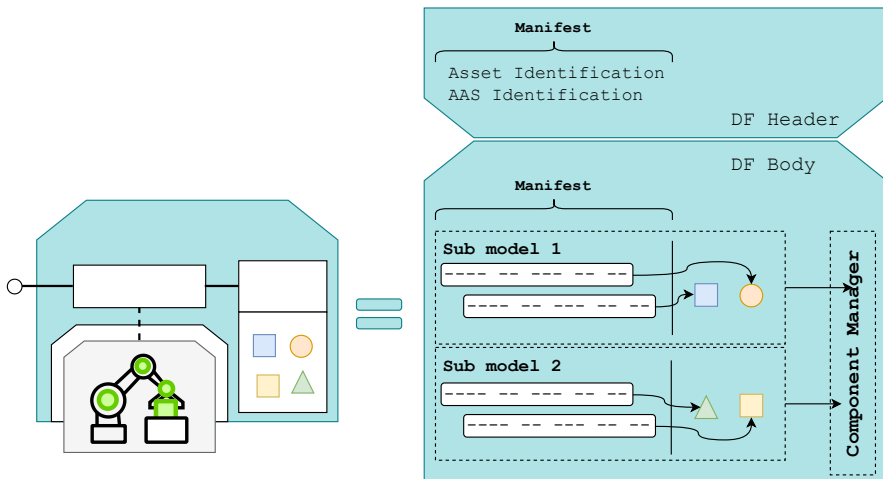 Manifest
Asset Identification
AAS Identification
DF Header
DF Body
Manifest
Sub model 1
---- -- --- -- --
-- -- --- -- --
Sub model 2
---- -- --- -- --
-- -- --- -- --
Component Manager